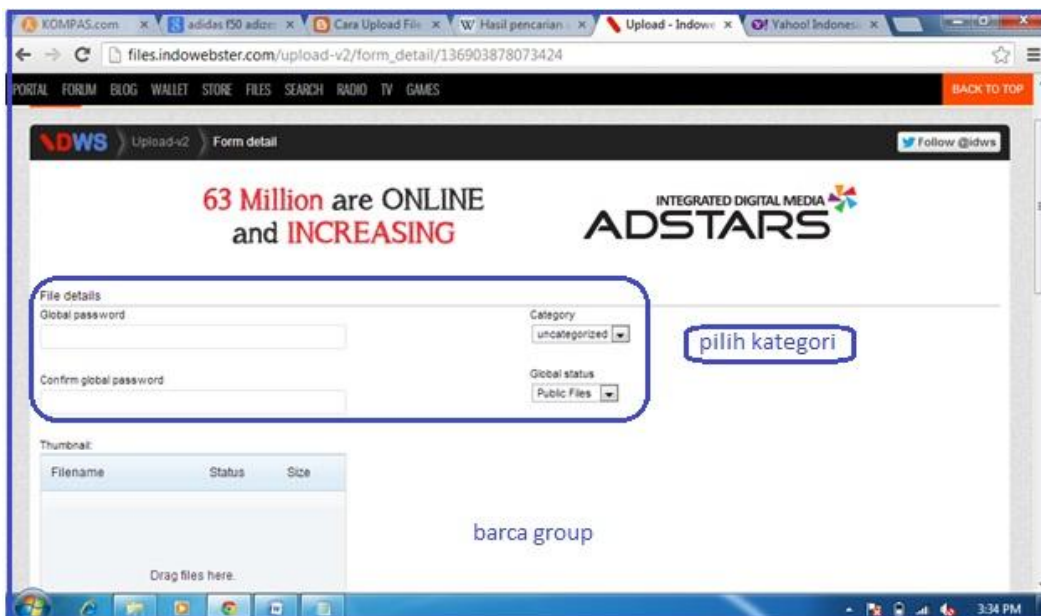 KOMPAS.com
adidas f50 adize
Cara Upload File
Hasil pencarian
Upload - Indowe
Yahoo! Indones
files.indowebster.com/upload-v2/form_detail/136903878073424
PORTAL FORUM BLOG WALLET STORE FILES SEARCH RADIO TV GAMES BACK TO TOP
IDWS Upload-v2 Form detail Follow @idws
63 Million are ONLINE
and INCREASING
INTEGRATED DIGITAL MEDIA
ADSTARS
File details
Global password
Category
uncategorized
pilih kategori
Confirm global password
Global status
Public Files
Thumbnail:
Filename Status Size
barca group
Drag files here.
3:34 PM